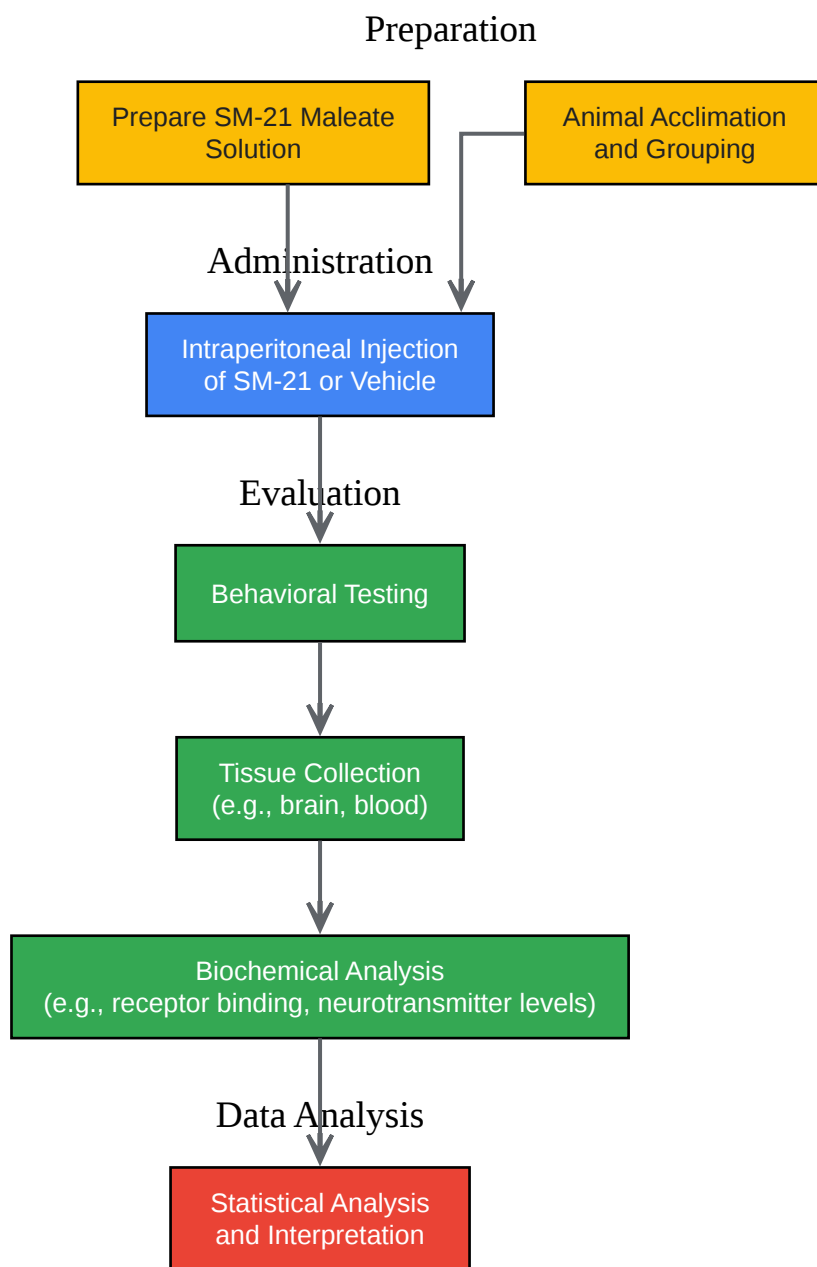 Preparation
Prepare SM-21 Maleate
Solution
Animal Acclimation
and Grouping
Administration
Intraperitoneal Injection
of SM-21 or Vehicle
Evaluation
Behavioral Testing
Tissue Collection
(e.g., brain, blood)
Biochemical Analysis
(e.g., receptor binding, neurotransmitter levels)
Data Analysis
Statistical Analysis
and Interpretation